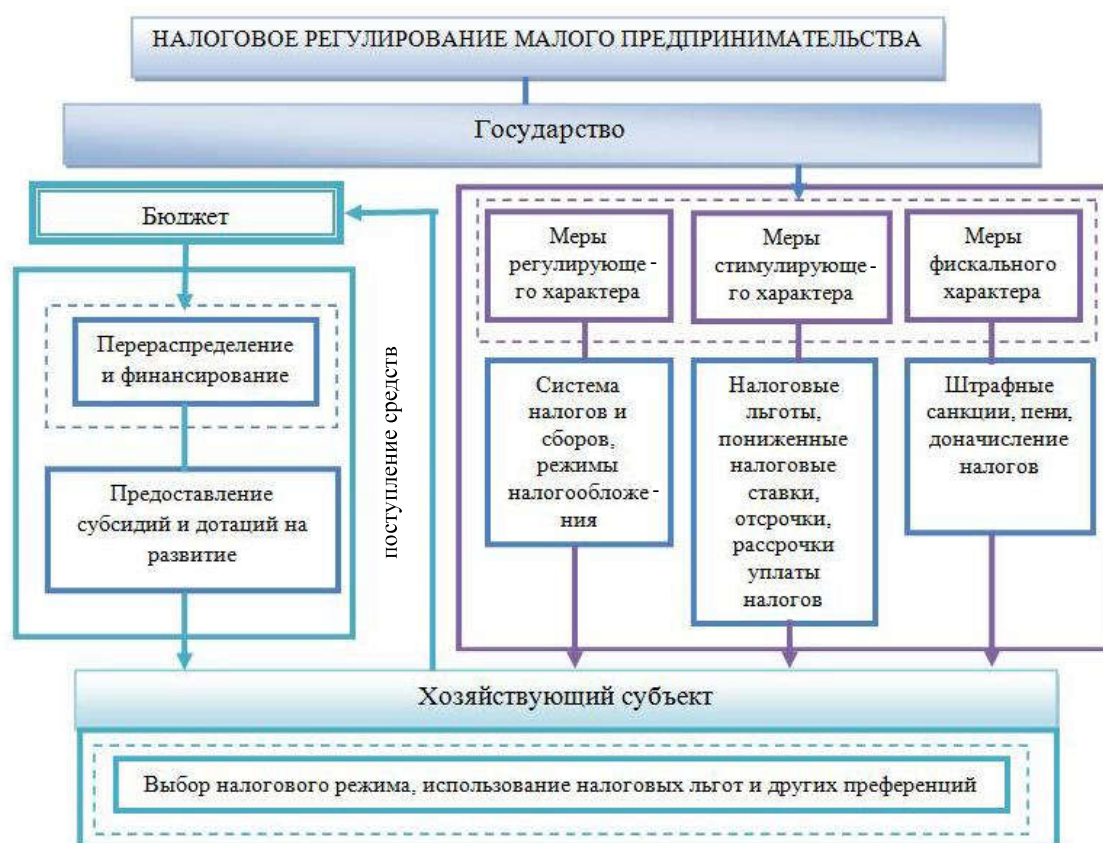 НАЛОГОВОЕ РЕГУЛИРОВАНИЕ МАЛОГО ПРЕДПРИНИМАТЕЛЬСТВА
Государство
Бюджет
Перераспределение
и финансирование
Предоставление
субсидий и дотаций на
развитие
поступление средств
Меры
регулирующе-
го характера
Меры
стимулирующе-
го характера
Меры
фискального
характера
Система
налогов и
сборов,
режимы
налогообложе-
ния
Налоговые
льготы,
пониженные
налоговые
ставки,
отсрочки,
рассрочки
уплаты
налогов
Штрафные
санкции, пени,
доначисление
налогов
Хозяйствующий субъект
Выбор налогового режима, использование налоговых льгот и других преференций